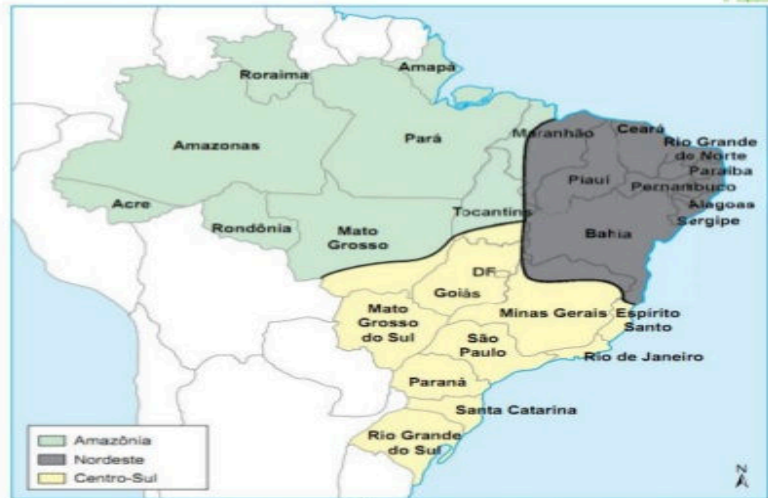 Roraima
Amapá
Amazonas
Pará
Maranhão
Ceará
Rio Grande
do Norte
Paraíba
Piauí
Pernambuco
Alagoas
Sergipe
Acre
Rondônia
Mato
Grosso
Tocantins
Bahia
DF
Goiás
Mato
Grosso
do Sul
Minas Gerais
Espírito
Santo
São
Paulo
Rio de Janeiro
Paraná
Santa Catarina
Rio Grande
do Sul
Amazônia
Nordeste
Centro-Sul
N